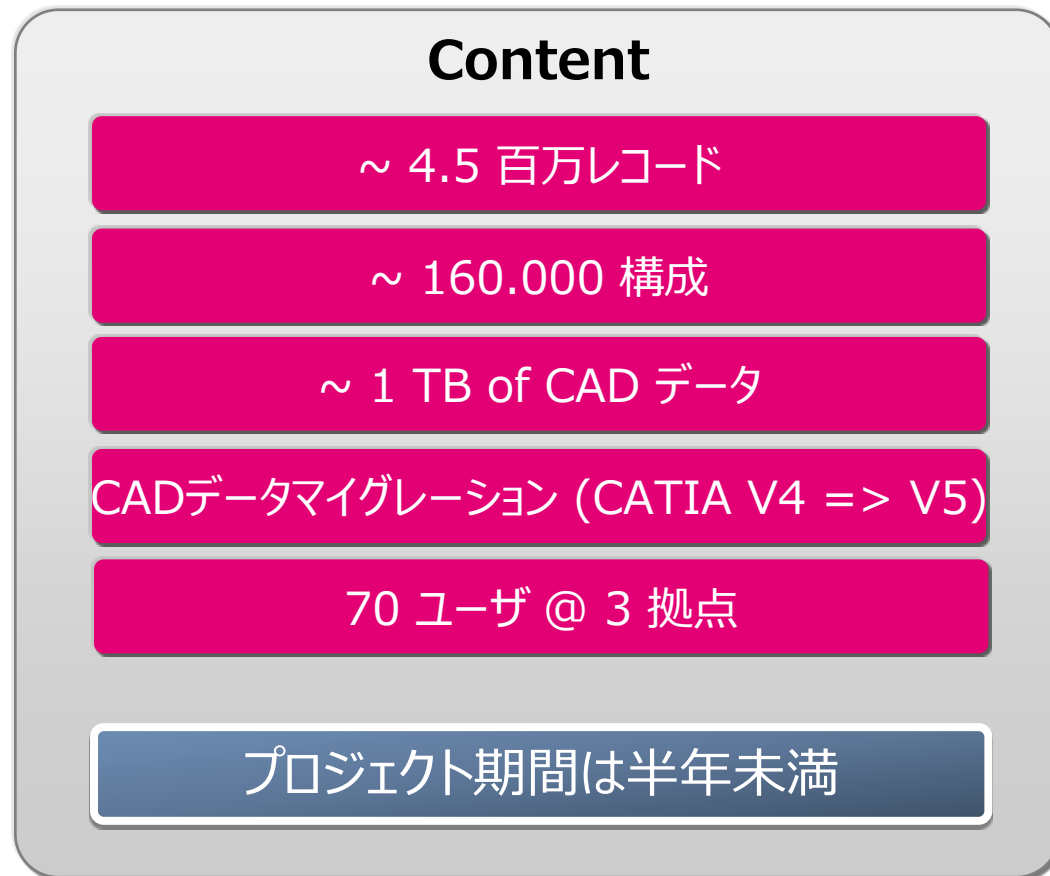 Content
~ 4.5 百万レコード
~ 160.000 構成
~ 1 TB of CAD データ
CADデータマイグレーション (CATIA V4 => V5)
70 ユーザ @ 3 拠点
プロジェクト期間は半年未満